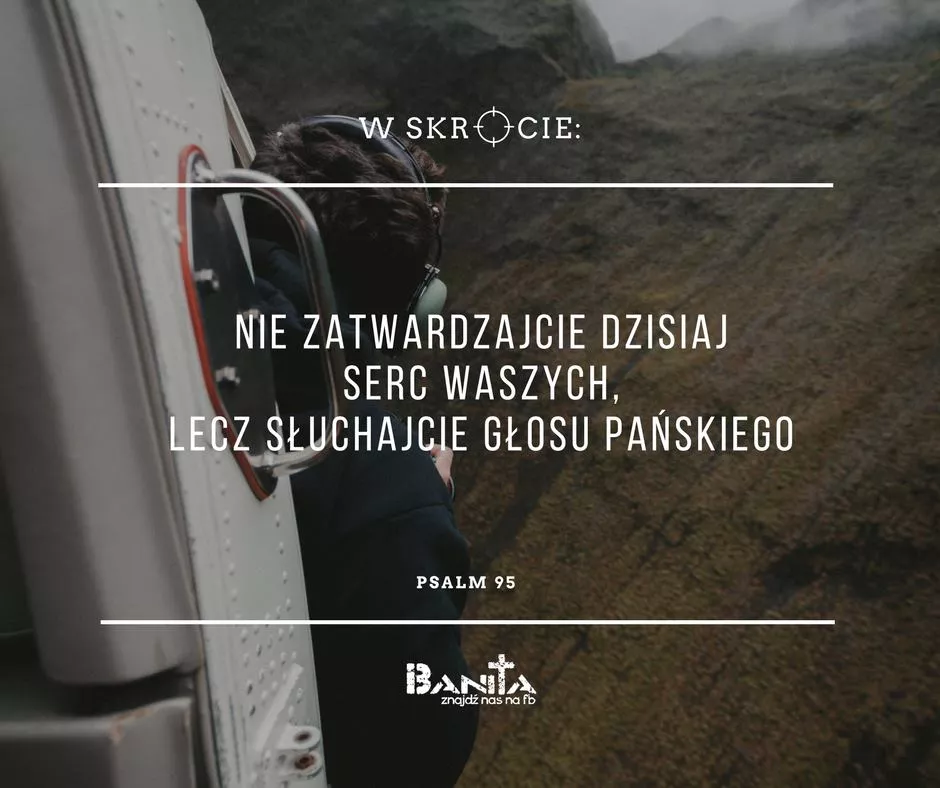 W SKRÓCIE:
NIE ZATWARDZAJCIE DZISIAJ
SERC WASZYCH,
LECZ SŁUCHAJCIE GŁOSU PAŃSKIEGO
PSALM 95
BANITA
znajdź nas na fb